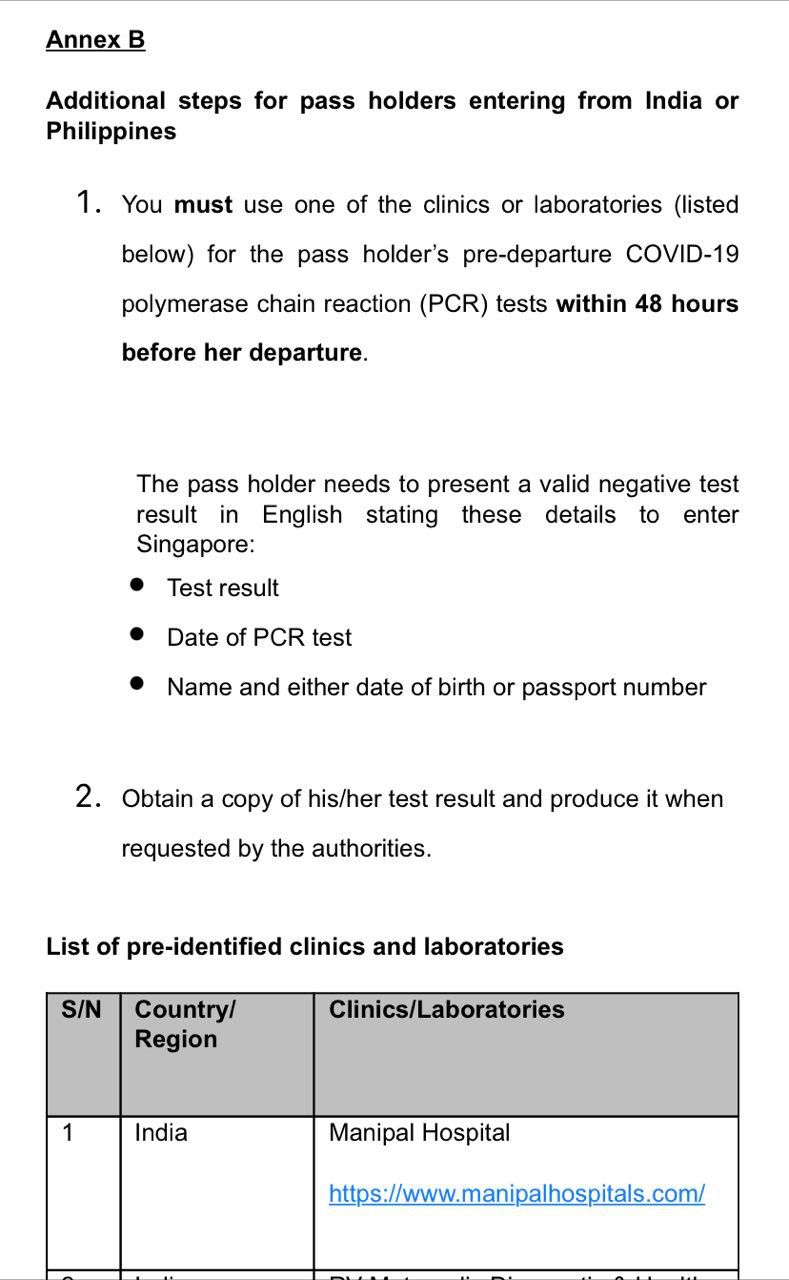 Annex B
Additional steps for pass holders entering from India or
Philippines
1. You must use one of the clinics or laboratories (listed
below) for the pass holder’s pre-departure COVID-19
polymerase chain reaction (PCR) tests within 48 hours
before her departure.
The pass holder needs to present a valid negative test
result in English stating these details to enter
Singapore:
● Test result
● Date of PCR test
● Name and either date of birth or passport number
2. Obtain a copy of his/her test result and produce it when
requested by the authorities.
List of pre-identified clinics and laboratories
S/N Country/ Clinics/Laboratories
Region
1 India Manipal Hospital
https://www.manipalhospitals.com/